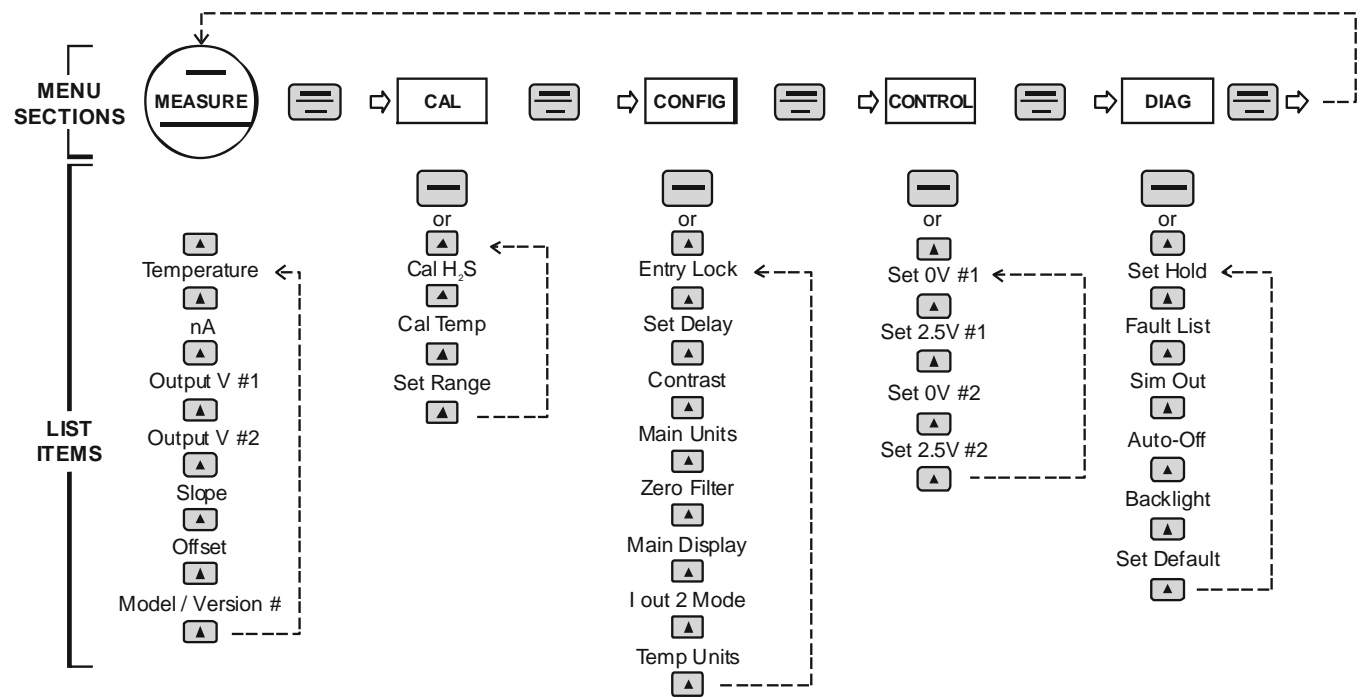 MENU
SECTIONS
MEASURE
CAL
CONFIG
CONTROL
DIAG
LIST
ITEMS
Temperature
nA
Output V #1
Output V #2
Slope
Offset
Model / Version #
or
Cal H₂S
Cal Temp
Set Range
or
Entry Lock
Set Delay
Contrast
Main Units
Zero Filter
Main Display
I out 2 Mode
Temp Units
or
Set 0V #1
Set 2.5V #1
Set 0V #2
Set 2.5V #2
or
Set Hold
Fault List
Sim Out
Auto-Off
Backlight
Set Default